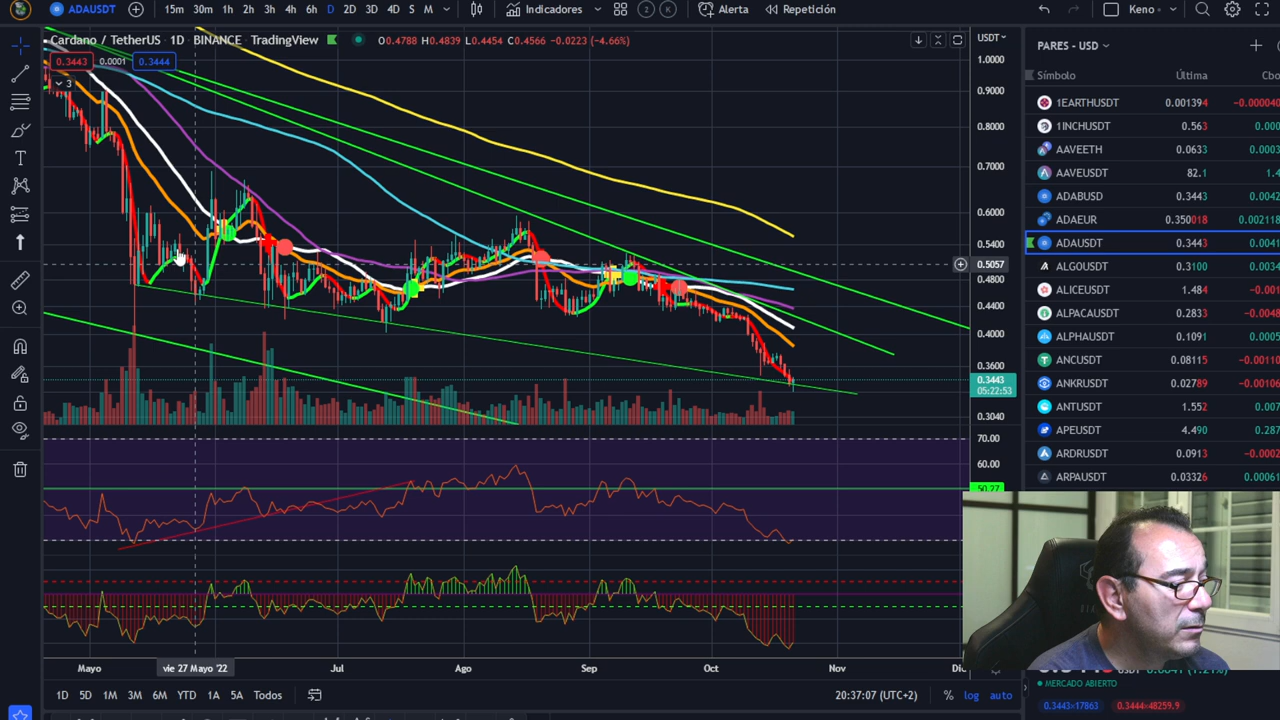 ADAUSDT 15m 30m 1h 2h 3h 4h 6h D 2D 3D 4D S M Indicadores 2 K Alerta Repetición Keno
Cardano / TetherUS · 1D · BINANCE · TradingView O0.4788 H0.4839 L0.4454 C0.4566 -0.0223 (-4.66%)
0.3443 0.0001 0.3444
3
USDT
1.0000
0.9000
0.8000
0.7000
0.6000
0.5400
0.5057
0.4800
0.4400
0.4000
0.3600
0.3443
05:22:53
0.3040
70.00
60.00
50.27
Mayo vie 27 Mayo '22 Jul Ago Sep Oct Nov Dic
1D 5D 1M 3M 6M YTD 1A 5A Todos 20:37:07 (UTC+2) % log auto
PARES - USD
Símbolo Última Cbo
1EARTHUSDT 0.001394 -0.000040
1INCHUSDT 0.563 0.000
AAVEETH 0.0633 0.0003
AAVEUSDT 82.1 1.4
ADABUSD 0.3443 0.0042
ADAEUR 0.350018 0.002118
ADAUSDT 0.3443 0.0041
ALGOUSDT 0.3100 0.0030
ALICEUSDT 1.484 -0.001
ALPACAUSDT 0.2833 -0.0048
ALPHAUSDT 0.1091 0.0005
ANCUSDT 0.08115 -0.00110
ANKRUSDT 0.02789 -0.00106
ANTUSDT 1.552 0.007
APEUSDT 4.490 0.287
ARDRUSDT 0.0913 -0.0002
ARPAUSDT 0.03326 0.00061
MERCADO ABIERTO
0.3443×17863 0.3444×48259.9